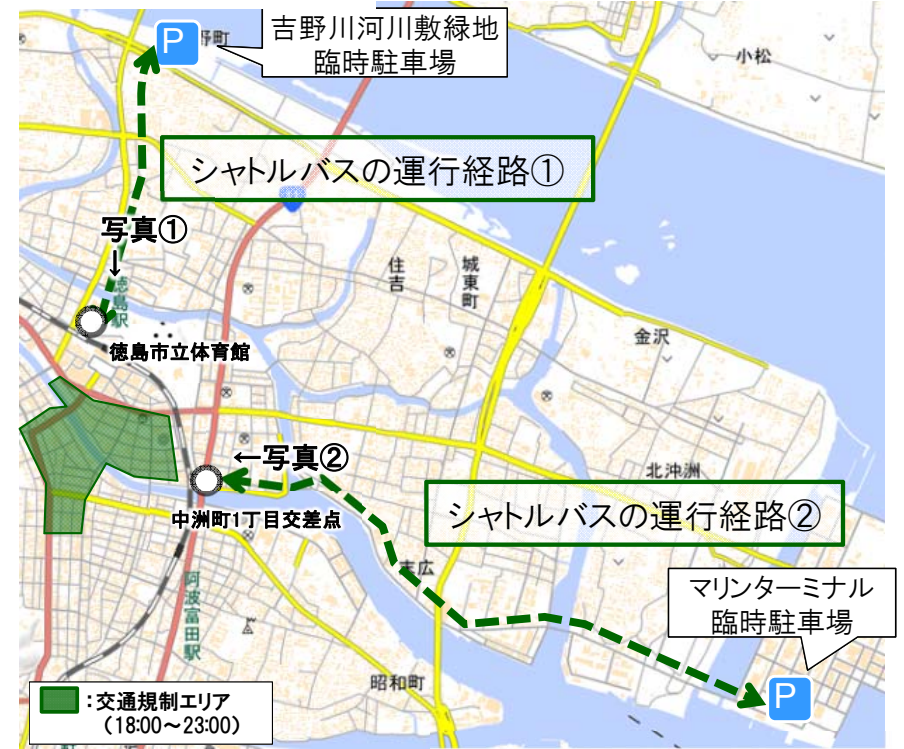 P
野町
吉野川河川敷緑地
臨時駐車場
小松
シャトルバスの運行経路①
写真①
↓
徳島駅
住吉
城東町
金沢
徳島市立体育館
←写真②
北沖洲
シャトルバスの運行経路②
中洲町1丁目交差点
末広
マリンターミナル
臨時駐車場
阿波富田駅
昭和町
P
:交通規制エリア
(18:00～23:00)